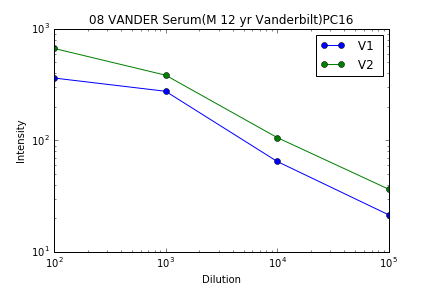 08 VANDER Serum(M 12 yr Vanderbilt)PC16
10³
V1
V2
10²
Intensity
10¹
10² 10³ 10⁴ 10⁵
Dilution